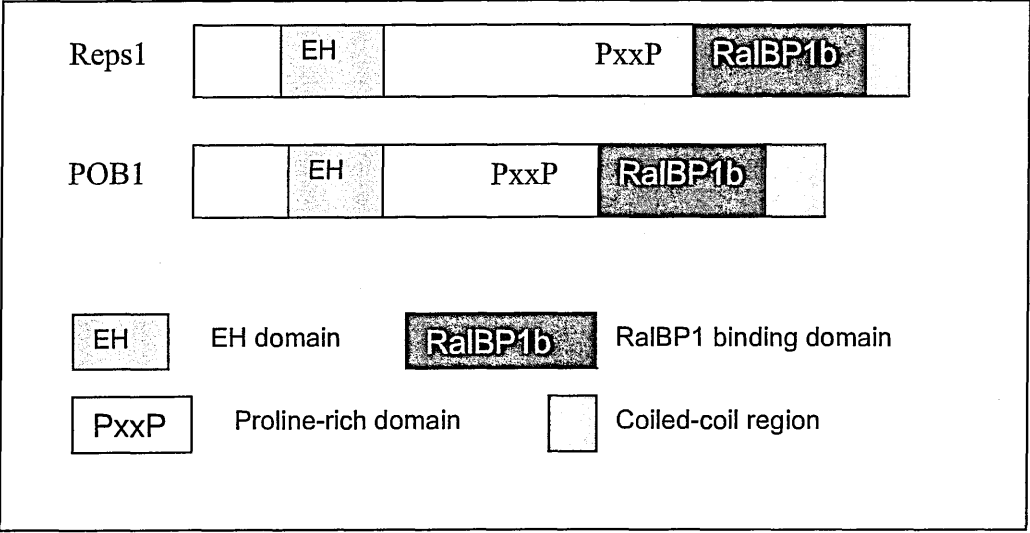 Reps1 EH PxxP RalBP1b
POB1 EH PxxP RalBP1b
EH EH domain RalBP1b RalBP1 binding domain
PxxP Proline-rich domain Coiled-coil region